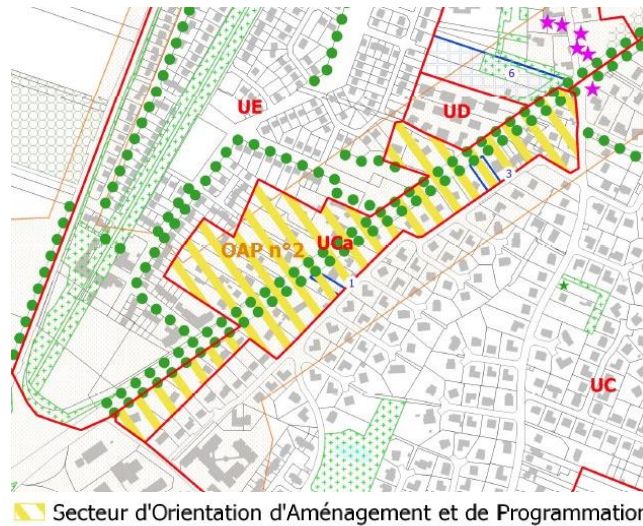 6
UE
UD
3
UCa
OAP n°2
1
UC
Secteur d'Orientation d'Aménagement et de Programmation